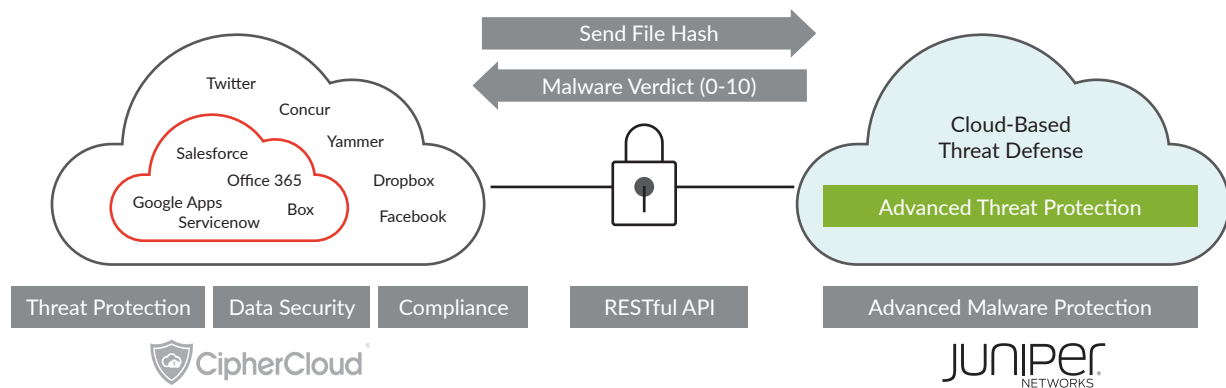 Send File Hash
Malware Verdict (0-10)
Twitter
Concur
Yammer
Salesforce
Office 365
Dropbox
Google Apps
Box
Servicenow
Facebook
Cloud-Based
Threat Defense
Advanced Threat Protection
Threat Protection
Data Security
Compliance
RESTful API
Advanced Malware Protection
CipherCloud
JUNIPER
NETWORKS